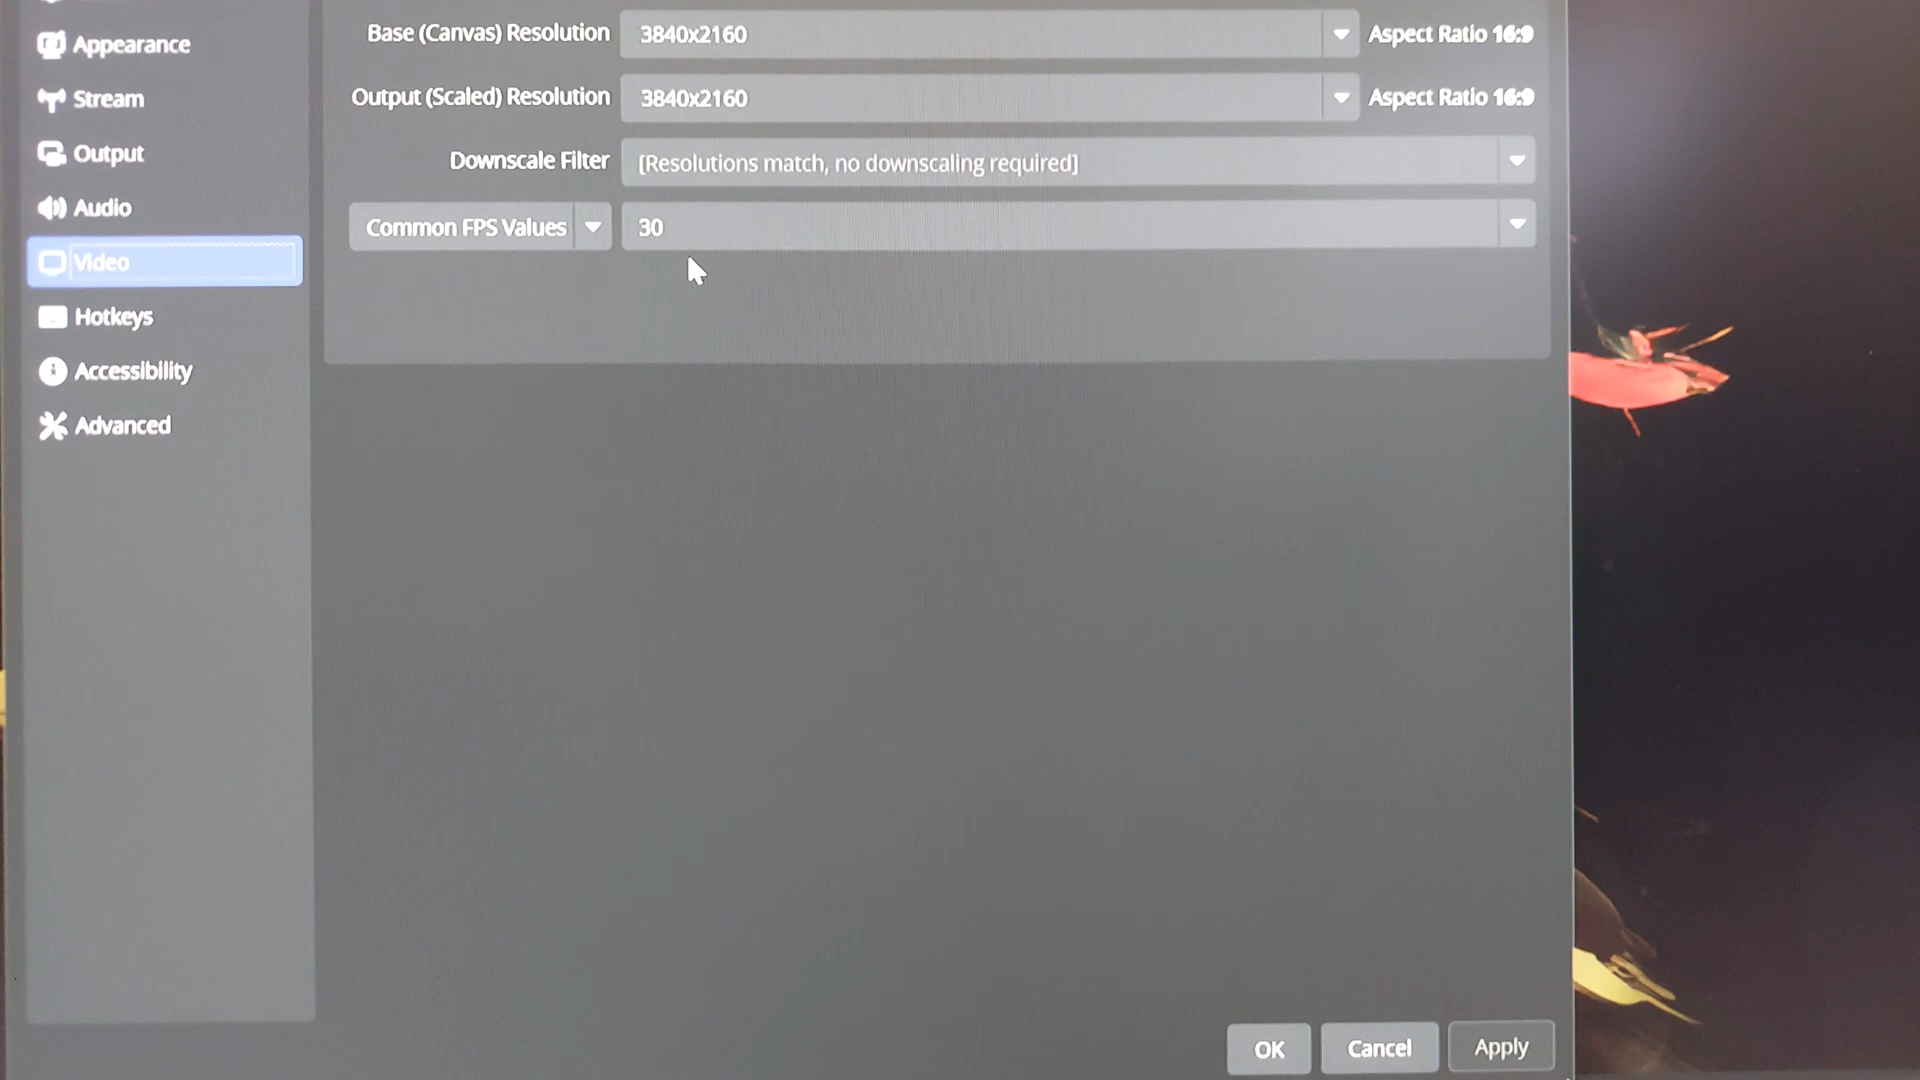 Base (Canvas) Resolution 3840x2160 Aspect Ratio 16:9
Output (Scaled) Resolution 3840x2160 Aspect Ratio 16:9
Downscale Filter [Resolutions match, no downscaling required]
Common FPS Values 30
Appearance
Stream
Output
Audio
Video
Hotkeys
Accessibility
Advanced
OK Cancel Apply